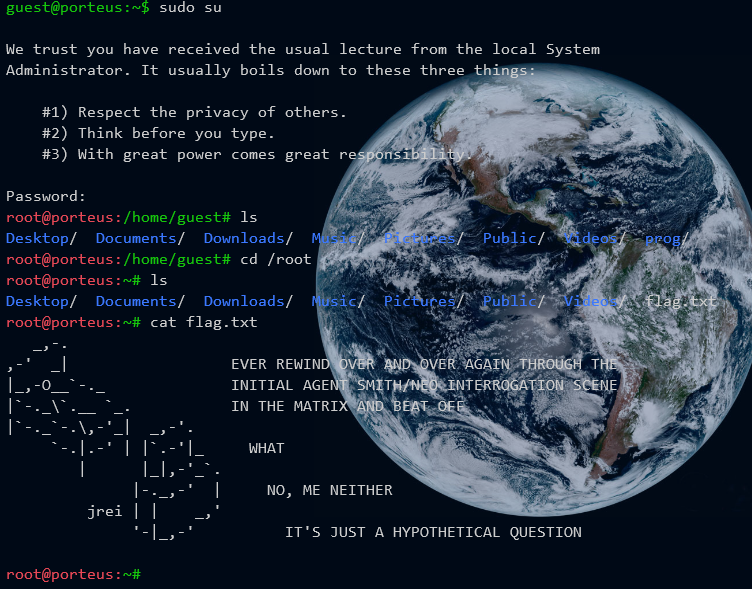 guest@porteus:~$ sudo su
We trust you have received the usual lecture from the local System
Administrator. It usually boils down to these three things:
    #1) Respect the privacy of others.
    #2) Think before you type.
    #3) With great power comes great responsibility.
Password:
root@porteus:/home/guest# ls
Desktop/  Documents/  Downloads/  Music/  Pictures/  Public/  Videos/  prog/
root@porteus:/home/guest# cd /root
root@porteus:~# ls
Desktop/  Documents/  Downloads/  Music/  Pictures/  Public/  Videos/  flag.txt
root@porteus:~# cat flag.txt
EVER REWIND OVER AND OVER AGAIN THROUGH THE
INITIAL AGENT SMITH/NEO INTERROGATION SCENE
IN THE MATRIX AND BEAT OFF
WHAT
NO, ME NEITHER
jrei
IT'S JUST A HYPOTHETICAL QUESTION
root@porteus:~#